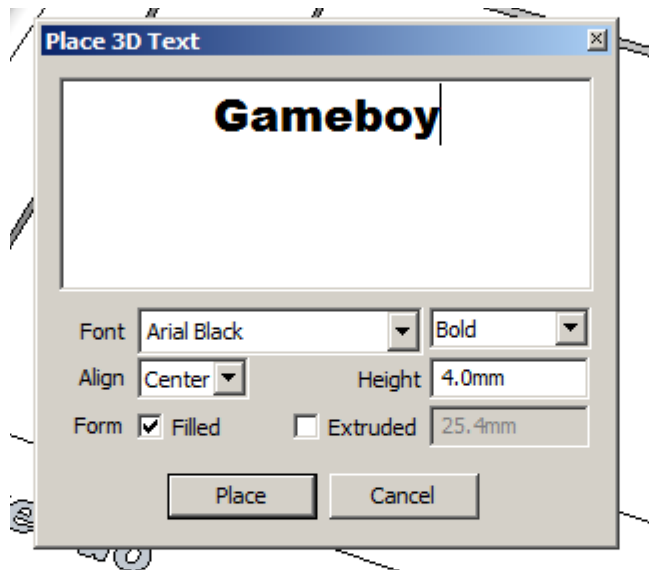 Place 3D Text
Gameboy
Font Arial Black Bold
Align Center Height 4.0mm
Form Filled Extruded 25.4mm
Place Cancel